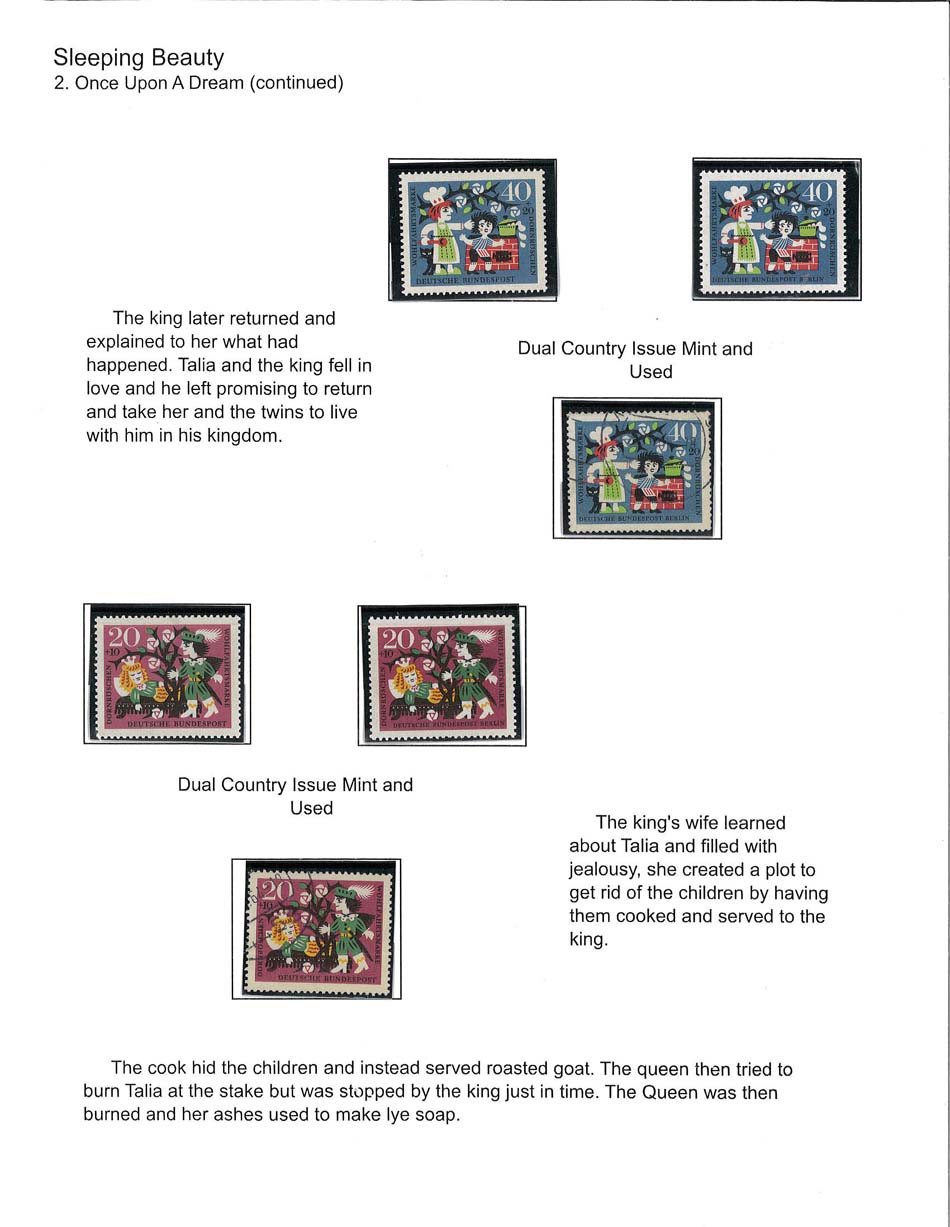 Sleeping Beauty
2. Once Upon A Dream (continued)
WOHLFAHRTSMARKE
40
+20
DORNRÖSCHEN
DEUTSCHE BUNDESPOST
WOHLFAHRTSMARKE
40
+20
DORNRÖSCHEN
DEUTSCHE BUNDESPOST BERLIN
The king later returned and
explained to her what had
happened. Talia and the king fell in
love and he left promising to return
and take her and the twins to live
with him in his kingdom.
Dual Country Issue Mint and
Used
WOHLFAHRTSMARKE
40
+20
DORNRÖSCHEN
DEUTSCHE BUNDESPOST BERLIN
20
+10
DORNRÖSCHEN
WOHLFAHRTSMARKE
DEUTSCHE BUNDESPOST
20
+10
DORNRÖSCHEN
WOHLFAHRTSMARKE
DEUTSCHE BUNDESPOST BERLIN
Dual Country Issue Mint and
Used
The king's wife learned
about Talia and filled with
jealousy, she created a plot to
get rid of the children by having
them cooked and served to the
king.
20
+10
DORNRÖSCHEN
WOHLFAHRTSMARKE
DEUTSCHE BUNDESPOST
The cook hid the children and instead served roasted goat. The queen then tried to
burn Talia at the stake but was stopped by the king just in time. The Queen was then
burned and her ashes used to make lye soap.